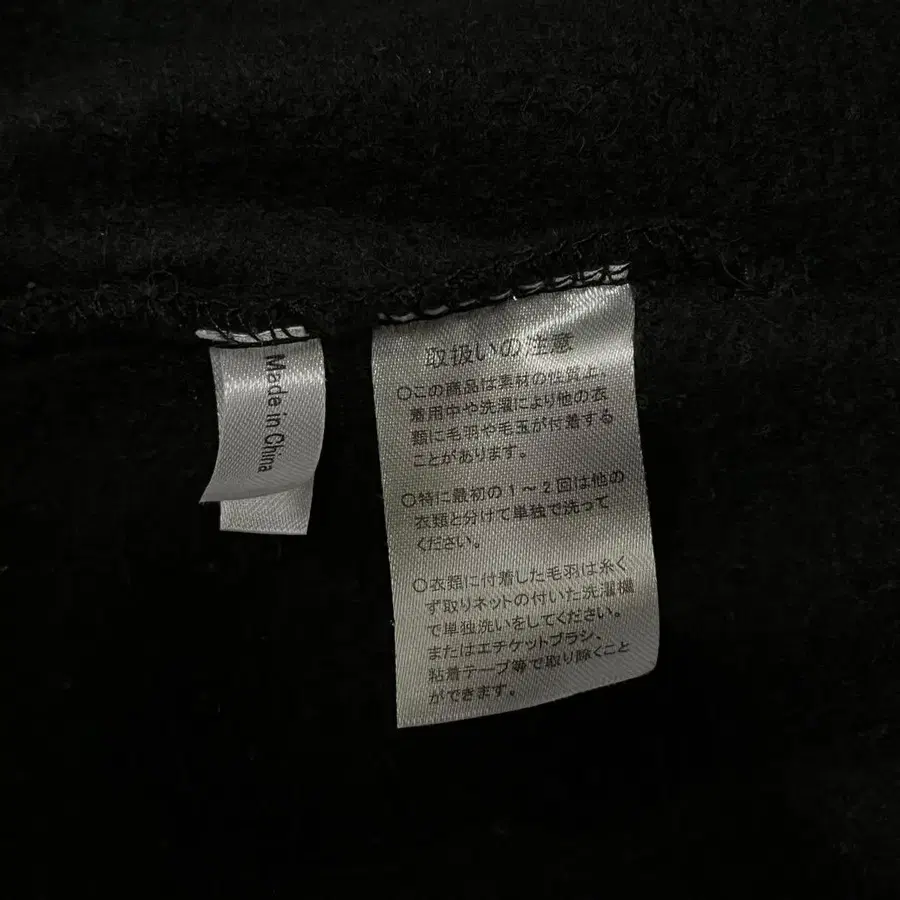 Made in China
取扱いの注意
○この商品は素材の性質上、
着用中や洗濯により他の衣
類に毛羽や毛玉が付着する
ことがあります。
○特に最初の1～2回は他の
衣類と分けて単独で洗って
ください。
○衣類に付着した毛羽は糸く
ず取りネットの付いた洗濯機
で単独洗いをしてください。
またはエチケットブラシ、
粘着テープ等で取り除くこと
ができます。